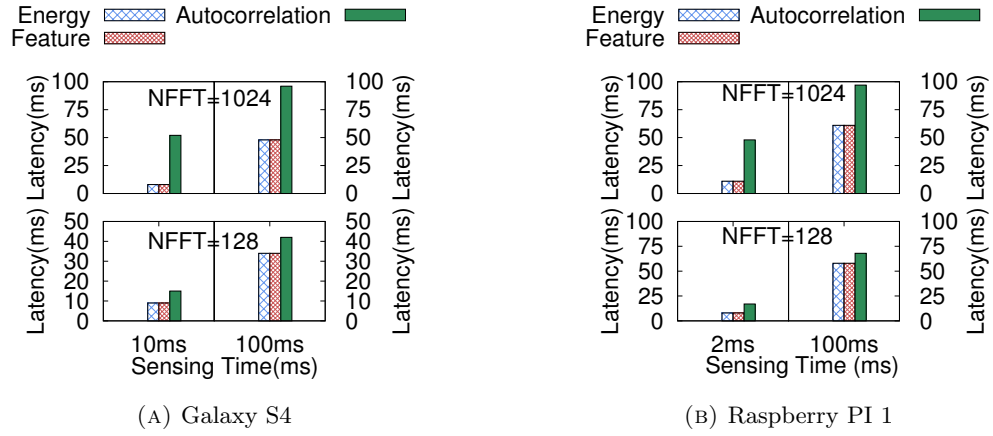 Energy Autocorrelation
Feature
Latency(ms)
100
75
50
25
0
NFFT=1024
100
75
50
25
0
Latency(ms)
Latency(ms)
50
40
30
20
10
0
NFFT=128
50
40
30
20
10
0
Latency(ms)
10ms 100ms
Sensing Time(ms)
(A) Galaxy S4
Energy Autocorrelation
Feature
Latency(ms)
100
75
50
25
0
NFFT=1024
100
75
50
25
0
Latency(ms)
Latency(ms)
100
75
50
25
0
NFFT=128
100
75
50
25
0
Latency(ms)
2ms 100ms
Sensing Time (ms)
(B) Raspberry PI 1